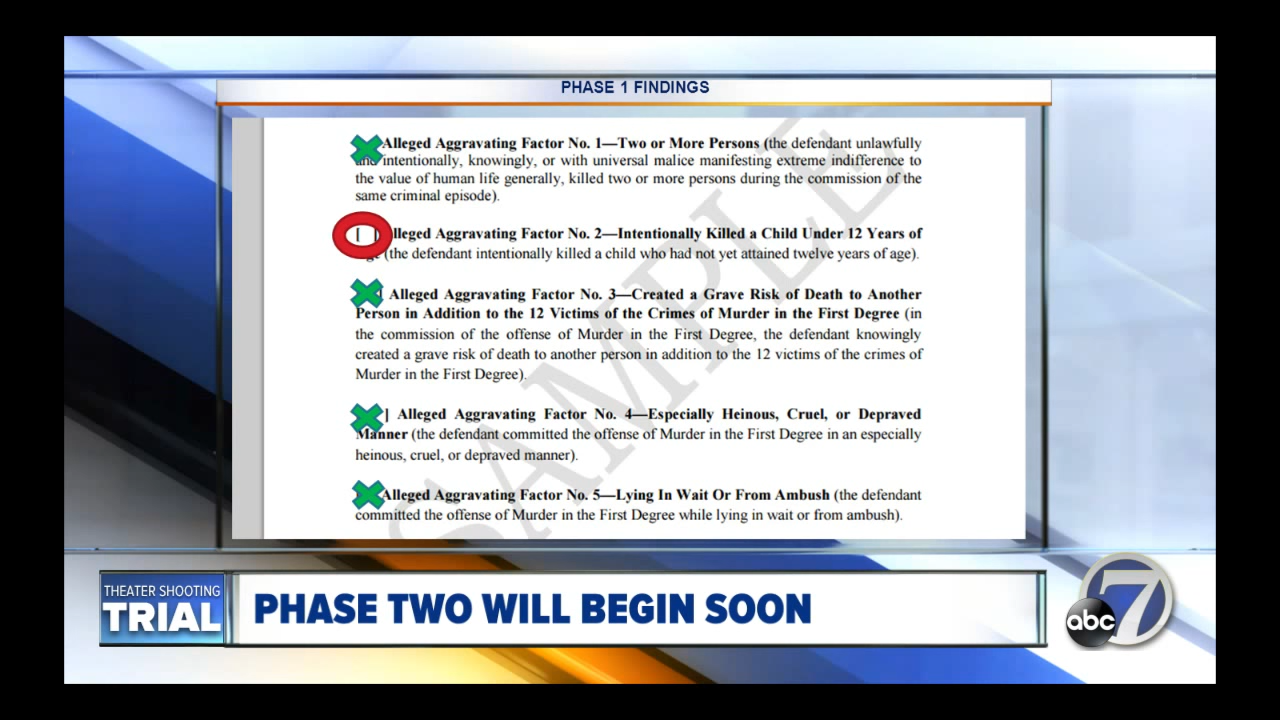 PHASE 1 FINDINGS
Alleged Aggravating Factor No. 1—Two or More Persons (the defendant unlawfully
intentionally, knowingly, or with universal malice manifesting extreme indifference to
the value of human life generally, killed two or more persons during the commission of the
same criminal episode).
[ ] lleged Aggravating Factor No. 2—Intentionally Killed a Child Under 12 Years of
(the defendant intentionally killed a child who had not yet attained twelve years of age).
] Alleged Aggravating Factor No. 3—Created a Grave Risk of Death to Another
Person in Addition to the 12 Victims of the Crimes of Murder in the First Degree (in
the commission of the offense of Murder in the First Degree, the defendant knowingly
created a grave risk of death to another person in addition to the 12 victims of the crimes of
Murder in the First Degree).
] Alleged Aggravating Factor No. 4—Especially Heinous, Cruel, or Depraved
Manner (the defendant committed the offense of Murder in the First Degree in an especially
heinous, cruel, or depraved manner).
Alleged Aggravating Factor No. 5—Lying In Wait Or From Ambush (the defendant
committed the offense of Murder in the First Degree while lying in wait or from ambush).
SAMPLE
THEATER SHOOTING
TRIAL
PHASE TWO WILL BEGIN SOON
abc 7